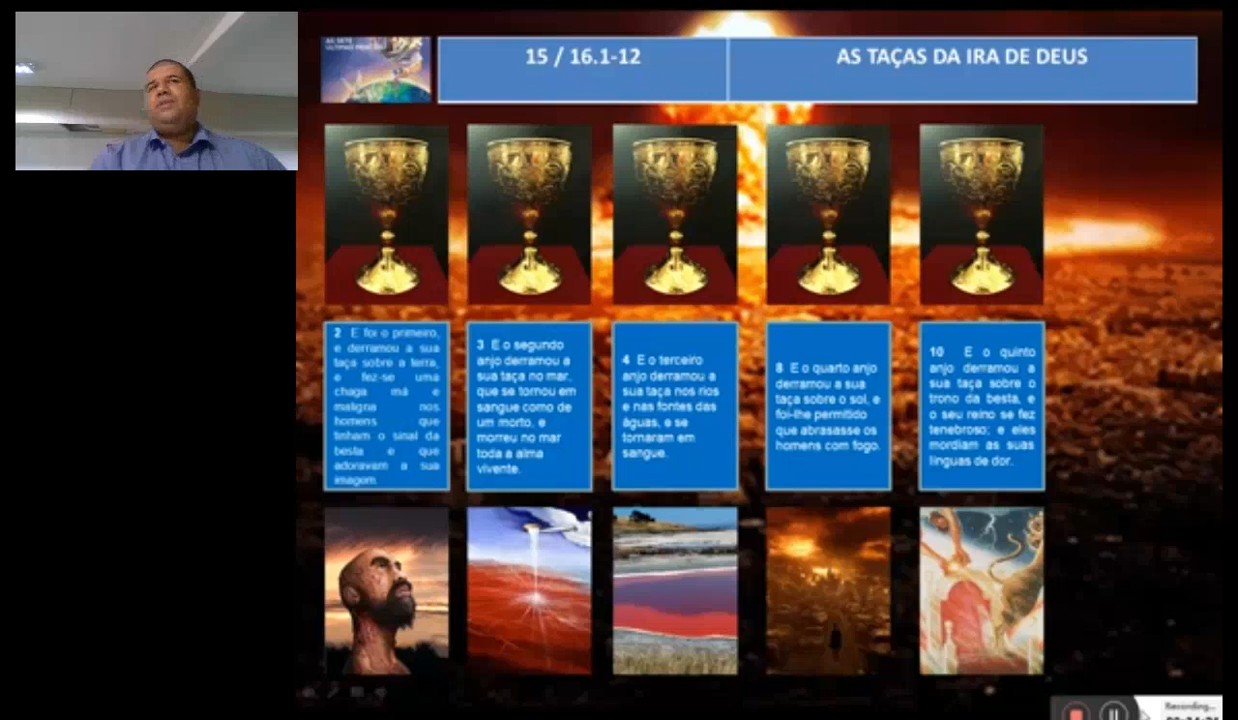 AS SETE
15 / 16.1-12
AS TAÇAS DA IRA DE DEUS
2 E foi o primeiro,
e derramou a sua
taça sobre a terra,
e fez-se uma
chaga má e
maligna nos
homens que
tinham o sinal da
besta e que
adoravam a sua
imagem
3 E o segundo
anjo derramou a
sua taça no mar,
que se tornou em
sangue como de
um morto, e
morreu no mar
toda a alma
vivente.
4 E o terceiro
anjo derramou a
sua taça nos rios
e nas fontes das
águas, e se
tornaram em
sangue.
8 E o quarto anjo
derramou a sua
taça sobre o sol, e
foi-lhe permitido
que abrasasse os
homens com fogo.
10 E o quinto
anjo derramou a
sua taça sobre o
trono da besta, e
o seu reino se fez
tenebroso; e eles
mordiam as suas
línguas de dor.
Recording...